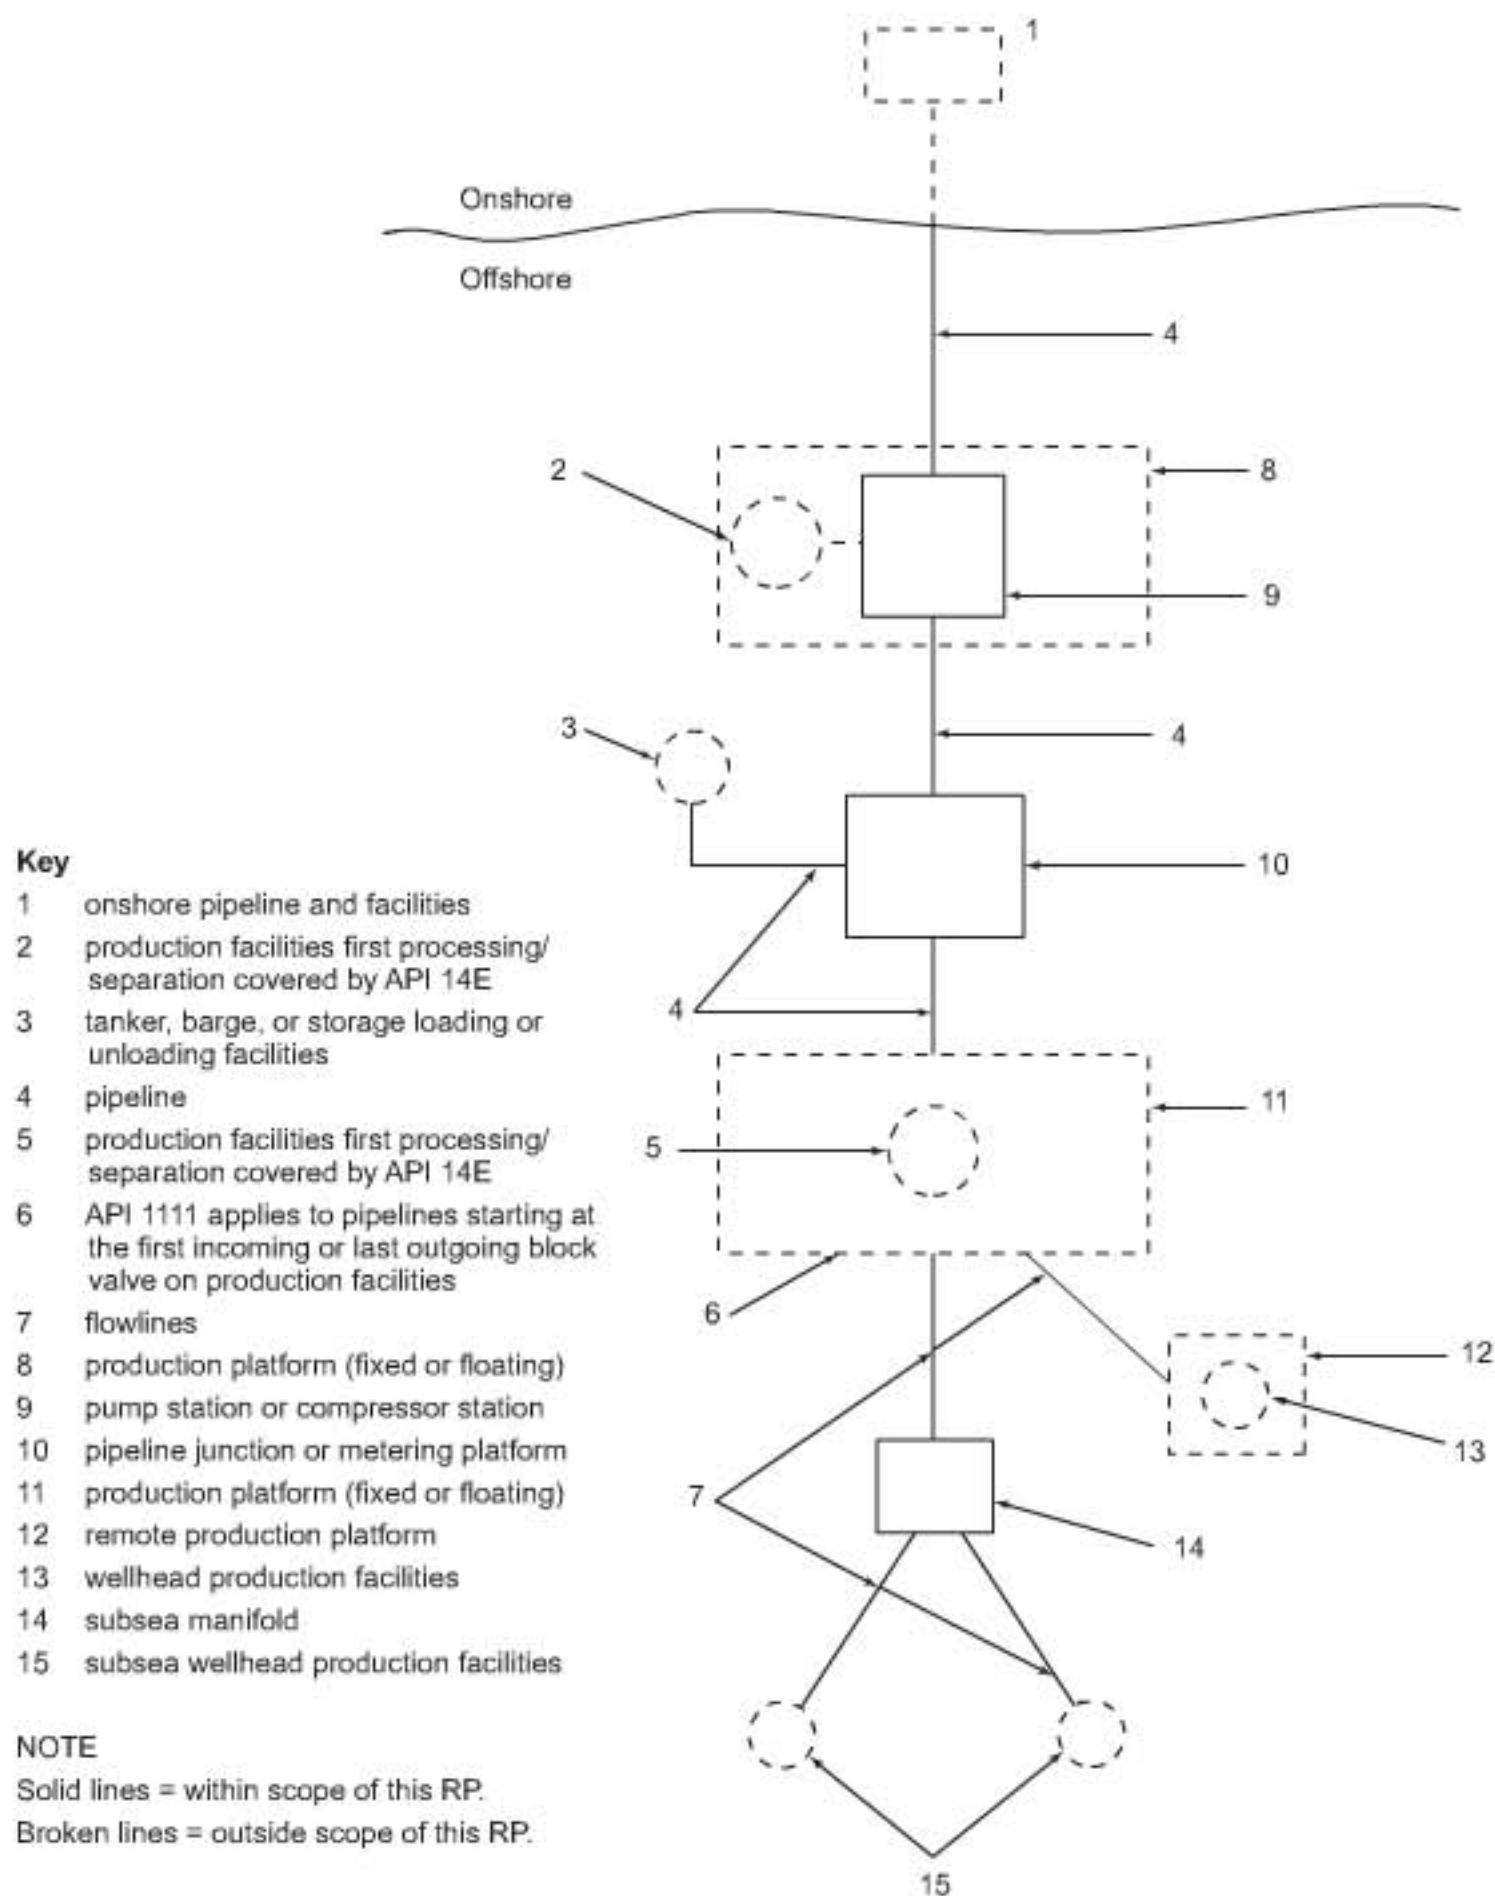 1
Onshore
Offshore
4
2
8
9
3
4
10
4
11
5
6
12
13
7
14
15
Key
1 onshore pipeline and facilities
2 production facilities first processing/
separation covered by API 14E
3 tanker, barge, or storage loading or
unloading facilities
4 pipeline
5 production facilities first processing/
separation covered by API 14E
6 API 1111 applies to pipelines starting at
the first incoming or last outgoing block
valve on production facilities
7 flowlines
8 production platform (fixed or floating)
9 pump station or compressor station
10 pipeline junction or metering platform
11 production platform (fixed or floating)
12 remote production platform
13 wellhead production facilities
14 subsea manifold
15 subsea wellhead production facilities
NOTE
Solid lines = within scope of this RP.
Broken lines = outside scope of this RP.